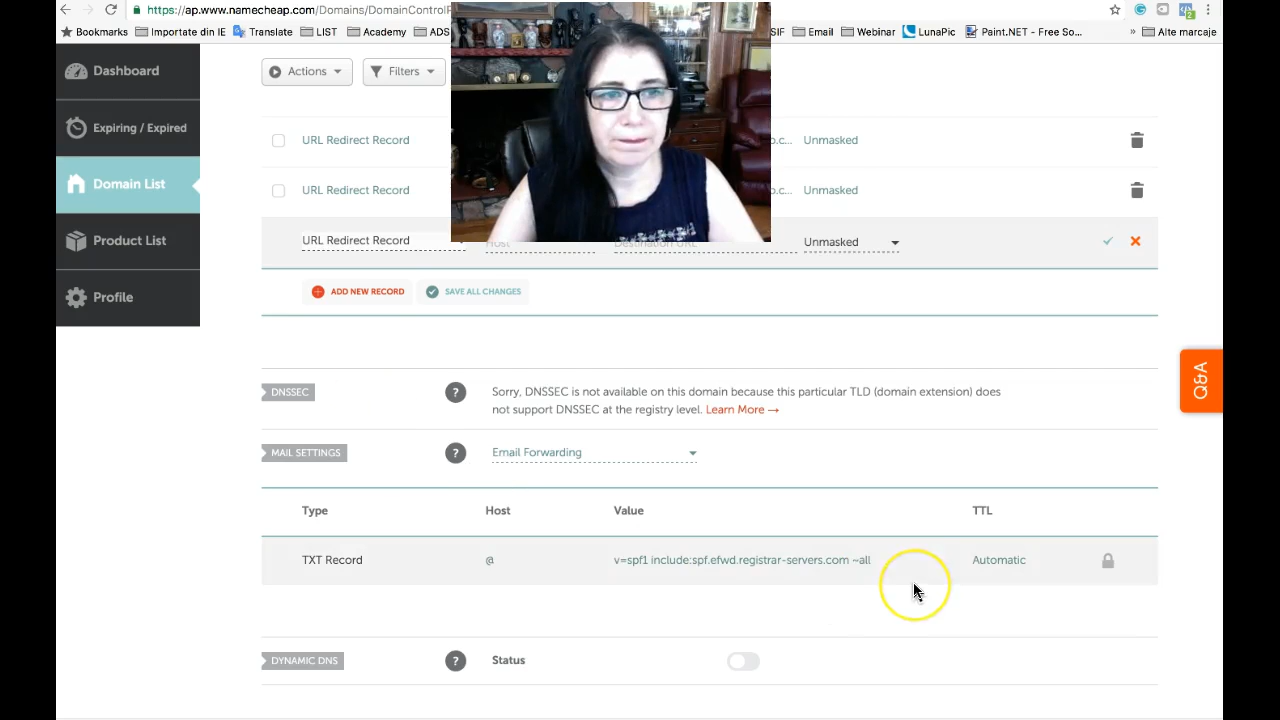 https://ap.www.namecheap.com/Domains/DomainControlP
Bookmarks Importate din IE Translate LIST Academy ADS SIF Email Webinar LunaPic Paint.NET - Free So... » Alte marcaje
Dashboard
Expiring / Expired
Domain List
Product List
Profile
Actions Filters
URL Redirect Record o.c... Unmasked
URL Redirect Record o.c... Unmasked
URL Redirect Record Host Destination URL Unmasked
ADD NEW RECORD SAVE ALL CHANGES
DNSSEC ? Sorry, DNSSEC is not available on this domain because this particular TLD (domain extension) does
not support DNSSEC at the registry level. Learn More →
MAIL SETTINGS ? Email Forwarding
Type Host Value TTL
TXT Record @ v=spf1 include:spf.efwd.registrar-servers.com ~all Automatic
DYNAMIC DNS ? Status
Q&A